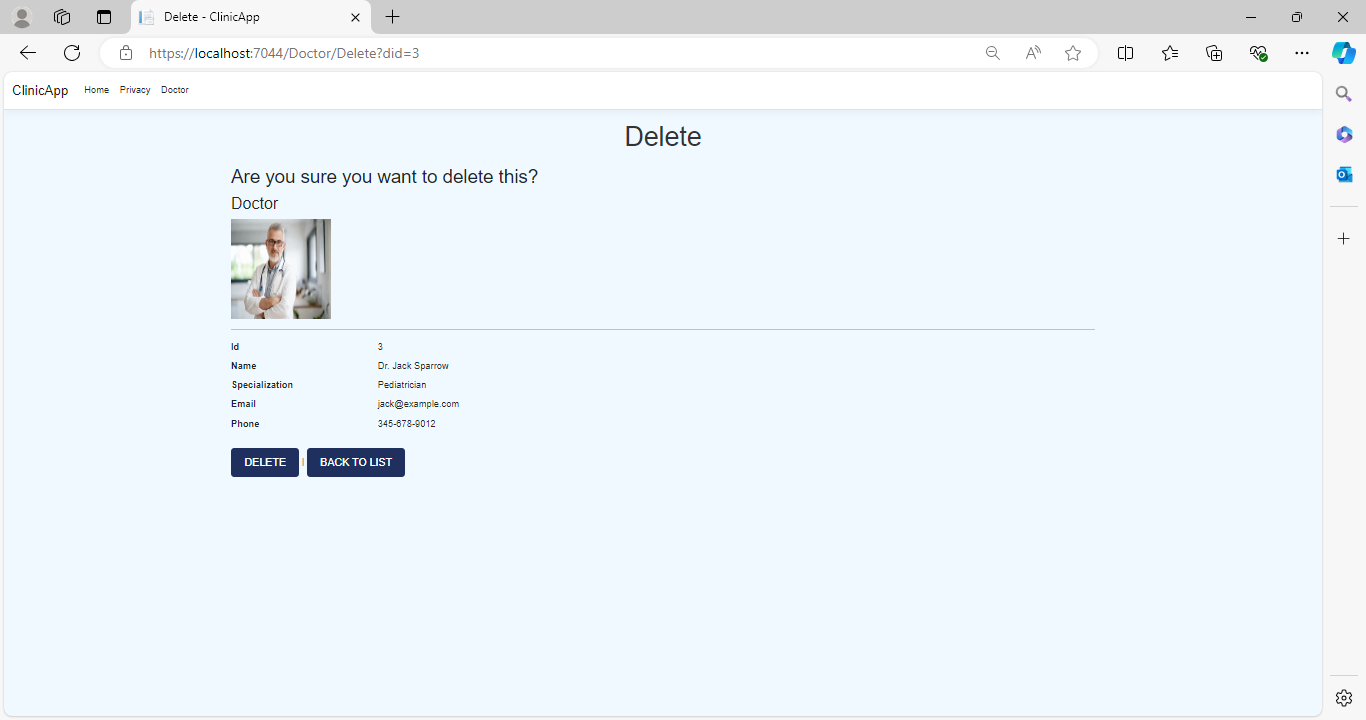 Delete - ClinicApp
https://localhost:7044/Doctor/Delete?did=3
ClinicApp Home Privacy Doctor
Delete
Are you sure you want to delete this?
Doctor
Id 3
Name Dr. Jack Sparrow
Specialization Pediatrician
Email jack@example.com
Phone 345-678-9012
DELETE | BACK TO LIST